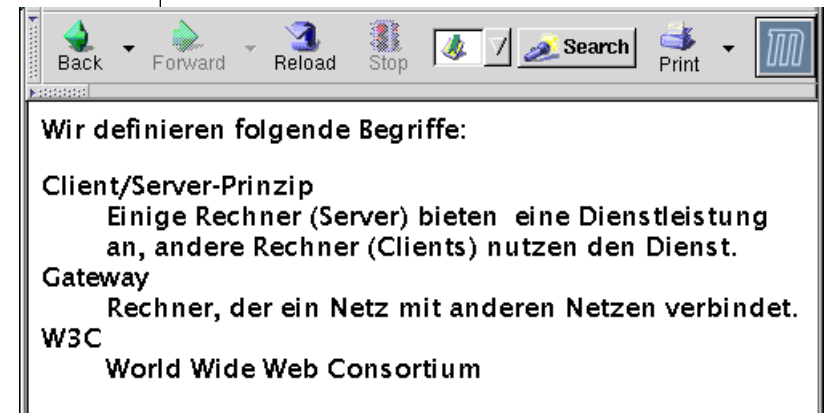 Back Forward Reload Stop Search Print
Wir definieren folgende Begriffe:
Client/Server-Prinzip
Einige Rechner (Server) bieten eine Dienstleistung
an, andere Rechner (Clients) nutzen den Dienst.
Gateway
Rechner, der ein Netz mit anderen Netzen verbindet.
W3C
World Wide Web Consortium